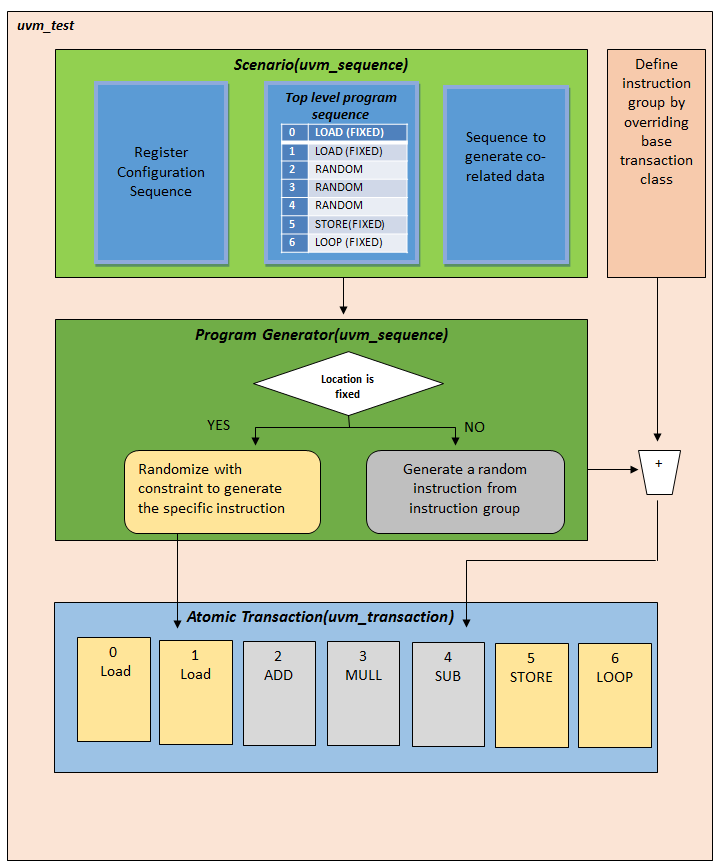 uvm_test
Scenario(uvm_sequence)
Register
Configuration
Sequence
Top level program
sequence
0 LOAD (FIXED)
1 LOAD (FIXED)
2 RANDOM
3 RANDOM
4 RANDOM
5 STORE(FIXED)
6 LOOP (FIXED)
Sequence to
generate co-
related data
Define
instruction
group by
overriding
base
transaction
class
Program Generator(uvm_sequence)
Location is
fixed
YES
NO
Randomize with
constraint to generate
the specific instruction
Generate a random
instruction from
instruction group
+
Atomic Transaction(uvm_transaction)
0
Load
1
Load
2
ADD
3
MULL
4
SUB
5
STORE
6
LOOP